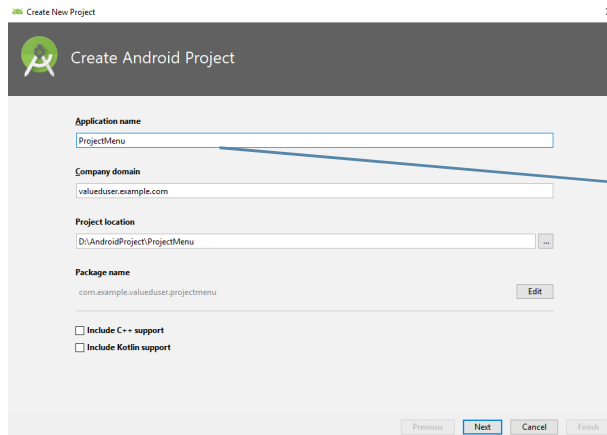 Create New Project
Create Android Project
Application name
ProjectMenu
Company domain
valueduser.example.com
Project location
D:\AndroidProject\ProjectMenu
...
Package name
com.example.valueduser.projectmenu
Edit
Include C++ support
Include Kotlin support
Previous Next Cancel Finish